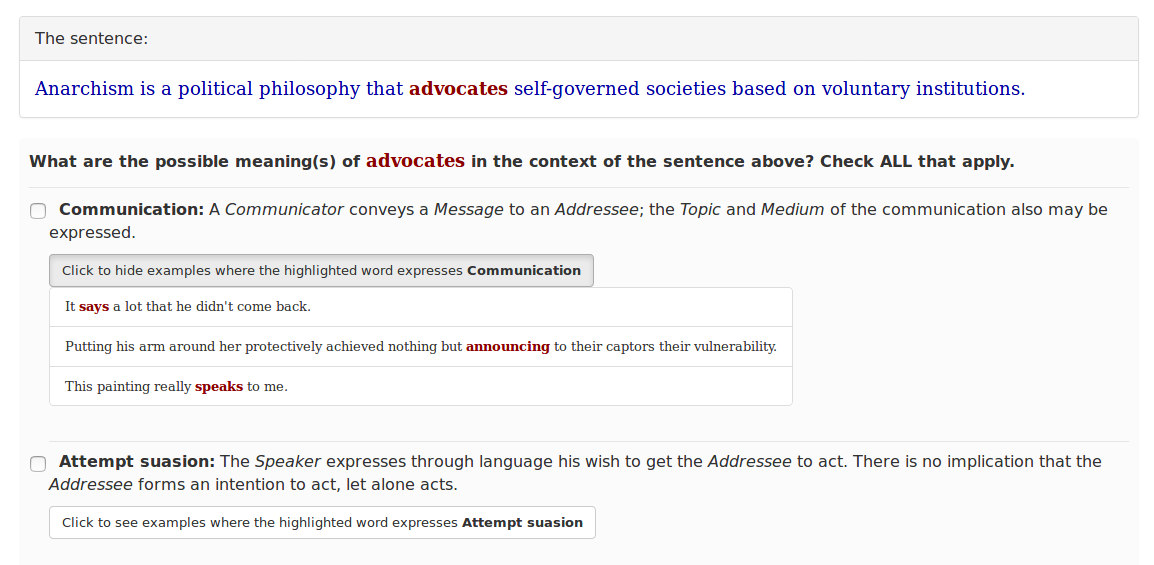 The sentence:
Anarchism is a political philosophy that advocates self-governed societies based on voluntary institutions.
What are the possible meaning(s) of advocates in the context of the sentence above? Check ALL that apply.
Communication: A Communicator conveys a Message to an Addressee; the Topic and Medium of the communication also may be
expressed.
Click to hide examples where the highlighted word expresses Communication
It says a lot that he didn't come back.
Putting his arm around her protectively achieved nothing but announcing to their captors their vulnerability.
This painting really speaks to me.
Attempt suasion: The Speaker expresses through language his wish to get the Addressee to act. There is no implication that the
Addressee forms an intention to act, let alone acts.
Click to see examples where the highlighted word expresses Attempt suasion